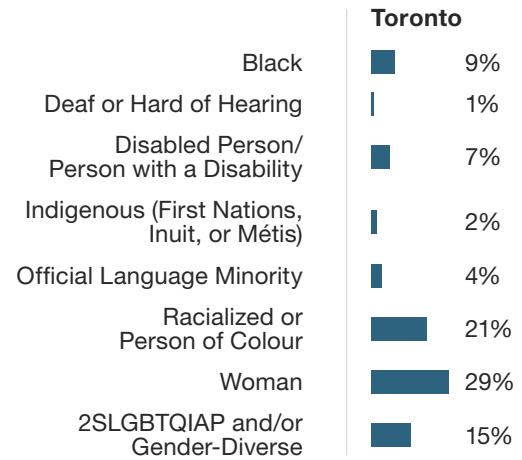 Toronto
Black 9%
Deaf or Hard of Hearing 1%
Disabled Person/
Person with a Disability 7%
Indigenous (First Nations,
Inuit, or Métis) 2%
Official Language Minority 4%
Racialized or
Person of Colour 21%
Woman 29%
2SLGBTQIAP and/or
Gender-Diverse 15%